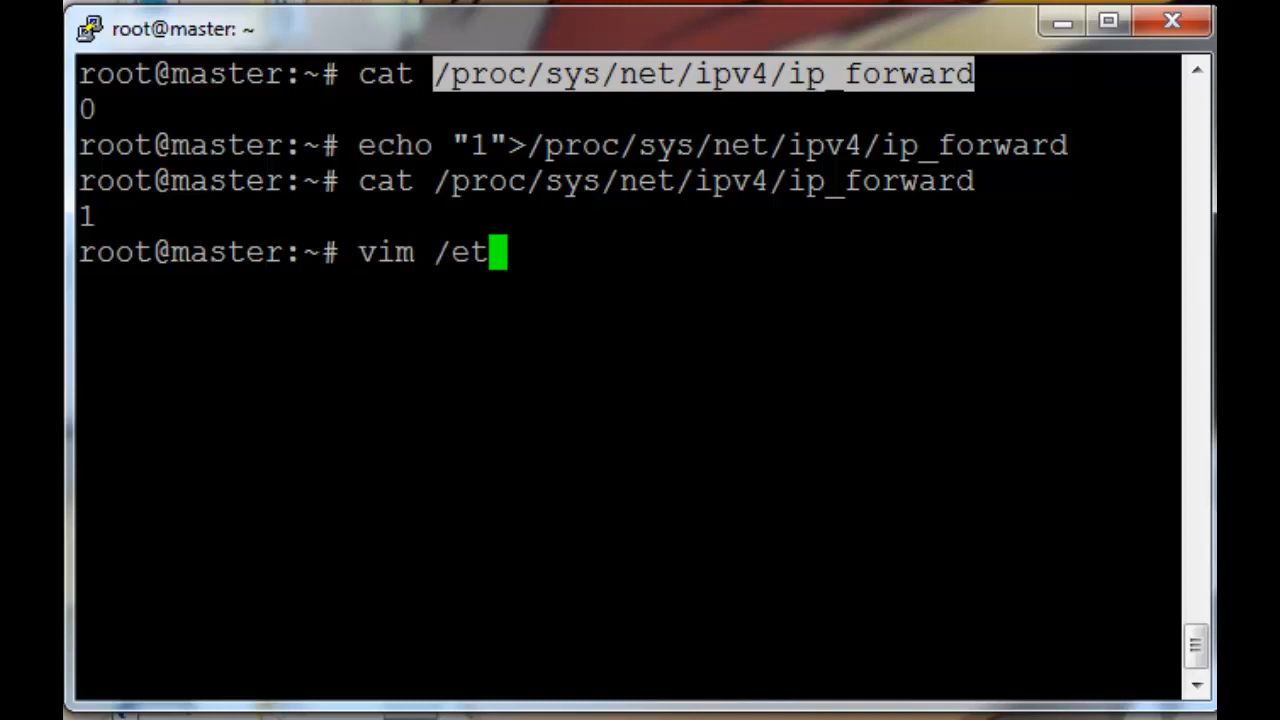 root@master: ~
root@master:~# cat /proc/sys/net/ipv4/ip_forward
0
root@master:~# echo "1">/proc/sys/net/ipv4/ip_forward
root@master:~# cat /proc/sys/net/ipv4/ip_forward
1
root@master:~# vim /et